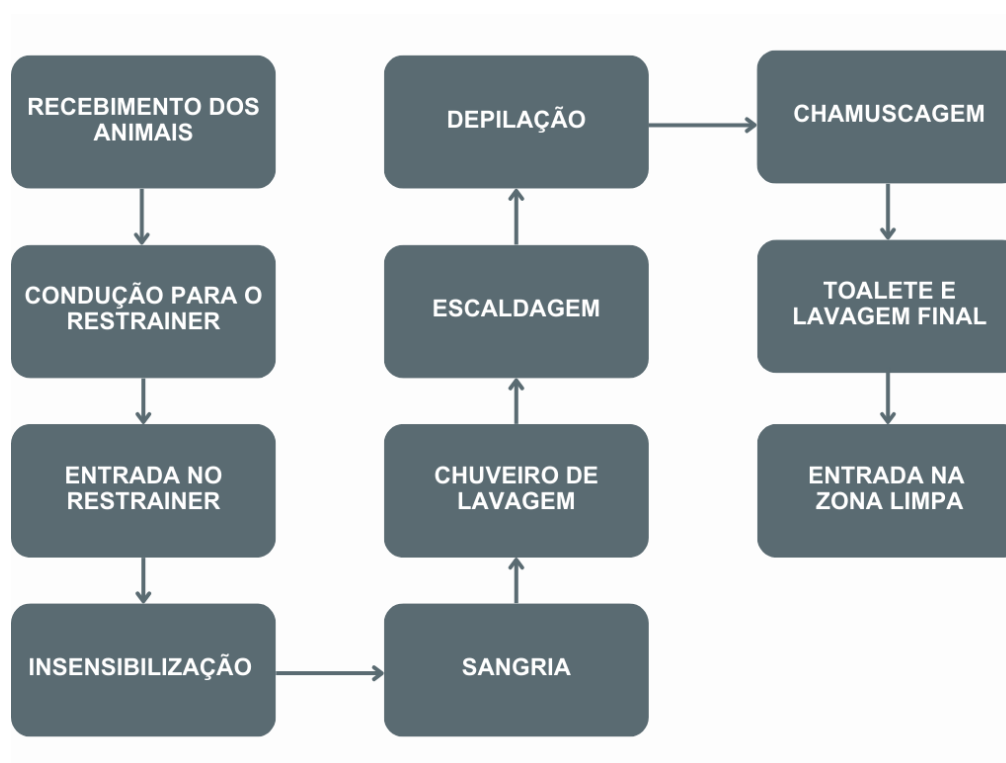 RECEBIMENTO DOS
ANIMAIS
CONDUÇÃO PARA O
RESTRAINER
ENTRADA NO
RESTRAINER
INSENSIBILIZAÇÃO
SANGRIA
CHUVEIRO DE
LAVAGEM
ESCALDAGEM
DEPILAÇÃO
CHAMUSCAGEM
TOALETE E
LAVAGEM FINAL
ENTRADA NA
ZONA LIMPA